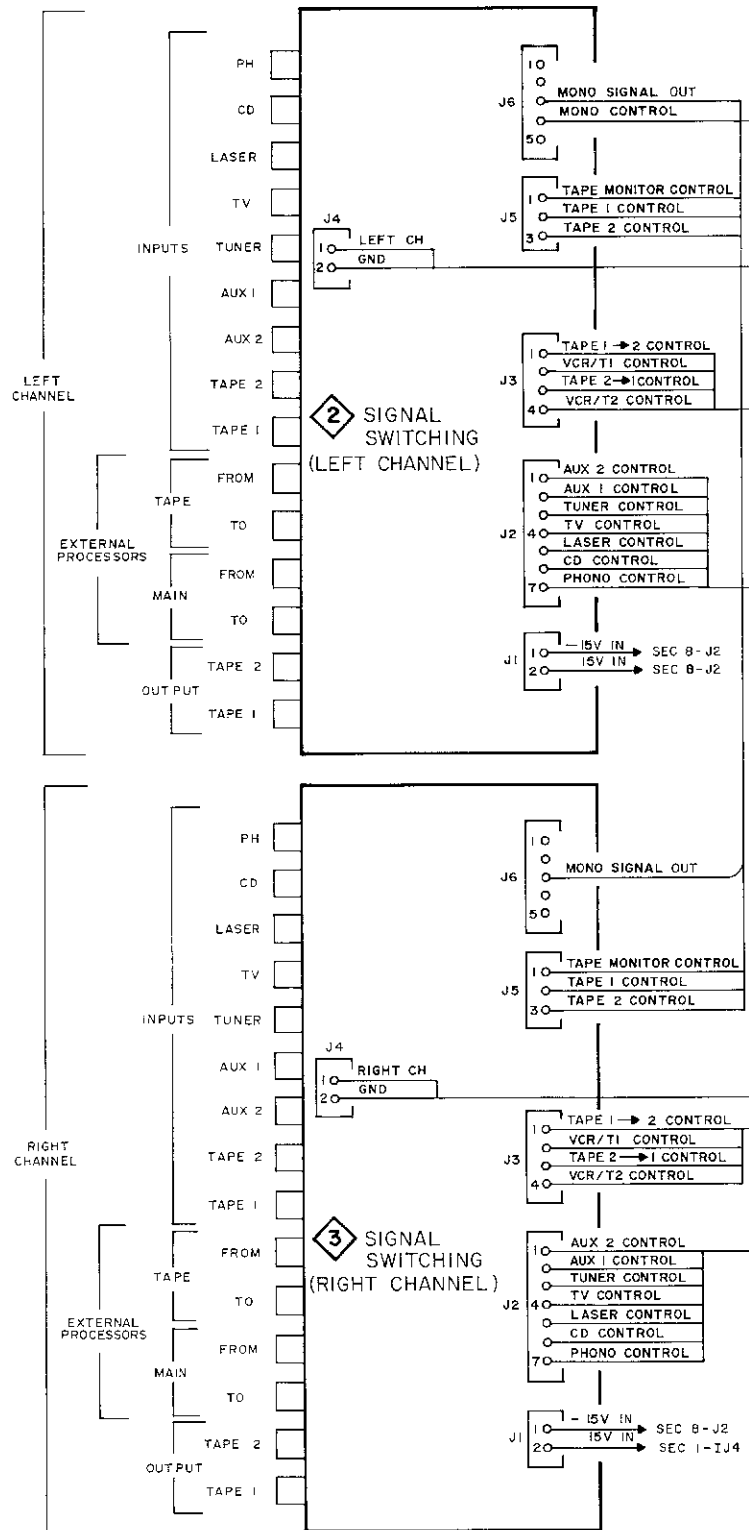 LEFT CHANNEL
INPUTS
PH
CD
LASER
TV
TUNER
AUX 1
AUX 2
TAPE 2
TAPE 1
EXTERNAL PROCESSORS
TAPE
FROM
TO
MAIN
FROM
TO
OUTPUT
TAPE 2
TAPE 1
J4
1 LEFT CH
2 GND
2 SIGNAL SWITCHING (LEFT CHANNEL)
J6
1
MONO SIGNAL OUT
MONO CONTROL
5
J5
1 TAPE MONITOR CONTROL
TAPE 1 CONTROL
3 TAPE 2 CONTROL
J3
1 TAPE 1 → 2 CONTROL
VCR/T1 CONTROL
TAPE 2 → 1 CONTROL
4 VCR/T2 CONTROL
J2
1 AUX 2 CONTROL
AUX 1 CONTROL
TUNER CONTROL
4 TV CONTROL
LASER CONTROL
CD CONTROL
7 PHONO CONTROL
J1
1 -15V IN SEC 8-J2
2 15V IN SEC 8-J2
RIGHT CHANNEL
INPUTS
PH
CD
LASER
TV
TUNER
AUX 1
AUX 2
TAPE 2
TAPE 1
EXTERNAL PROCESSORS
TAPE
FROM
TO
MAIN
FROM
TO
OUTPUT
TAPE 2
TAPE 1
J4
1 RIGHT CH
2 GND
3 SIGNAL SWITCHING (RIGHT CHANNEL)
J6
1
MONO SIGNAL OUT
5
J5
1 TAPE MONITOR CONTROL
TAPE 1 CONTROL
3 TAPE 2 CONTROL
J3
1 TAPE 1 → 2 CONTROL
VCR/T1 CONTROL
TAPE 2 → 1 CONTROL
4 VCR/T2 CONTROL
J2
1 AUX 2 CONTROL
AUX 1 CONTROL
TUNER CONTROL
4 TV CONTROL
LASER CONTROL
CD CONTROL
7 PHONO CONTROL
J1
1 -15V IN SEC 8-J2
2 15V IN SEC 1-1J4